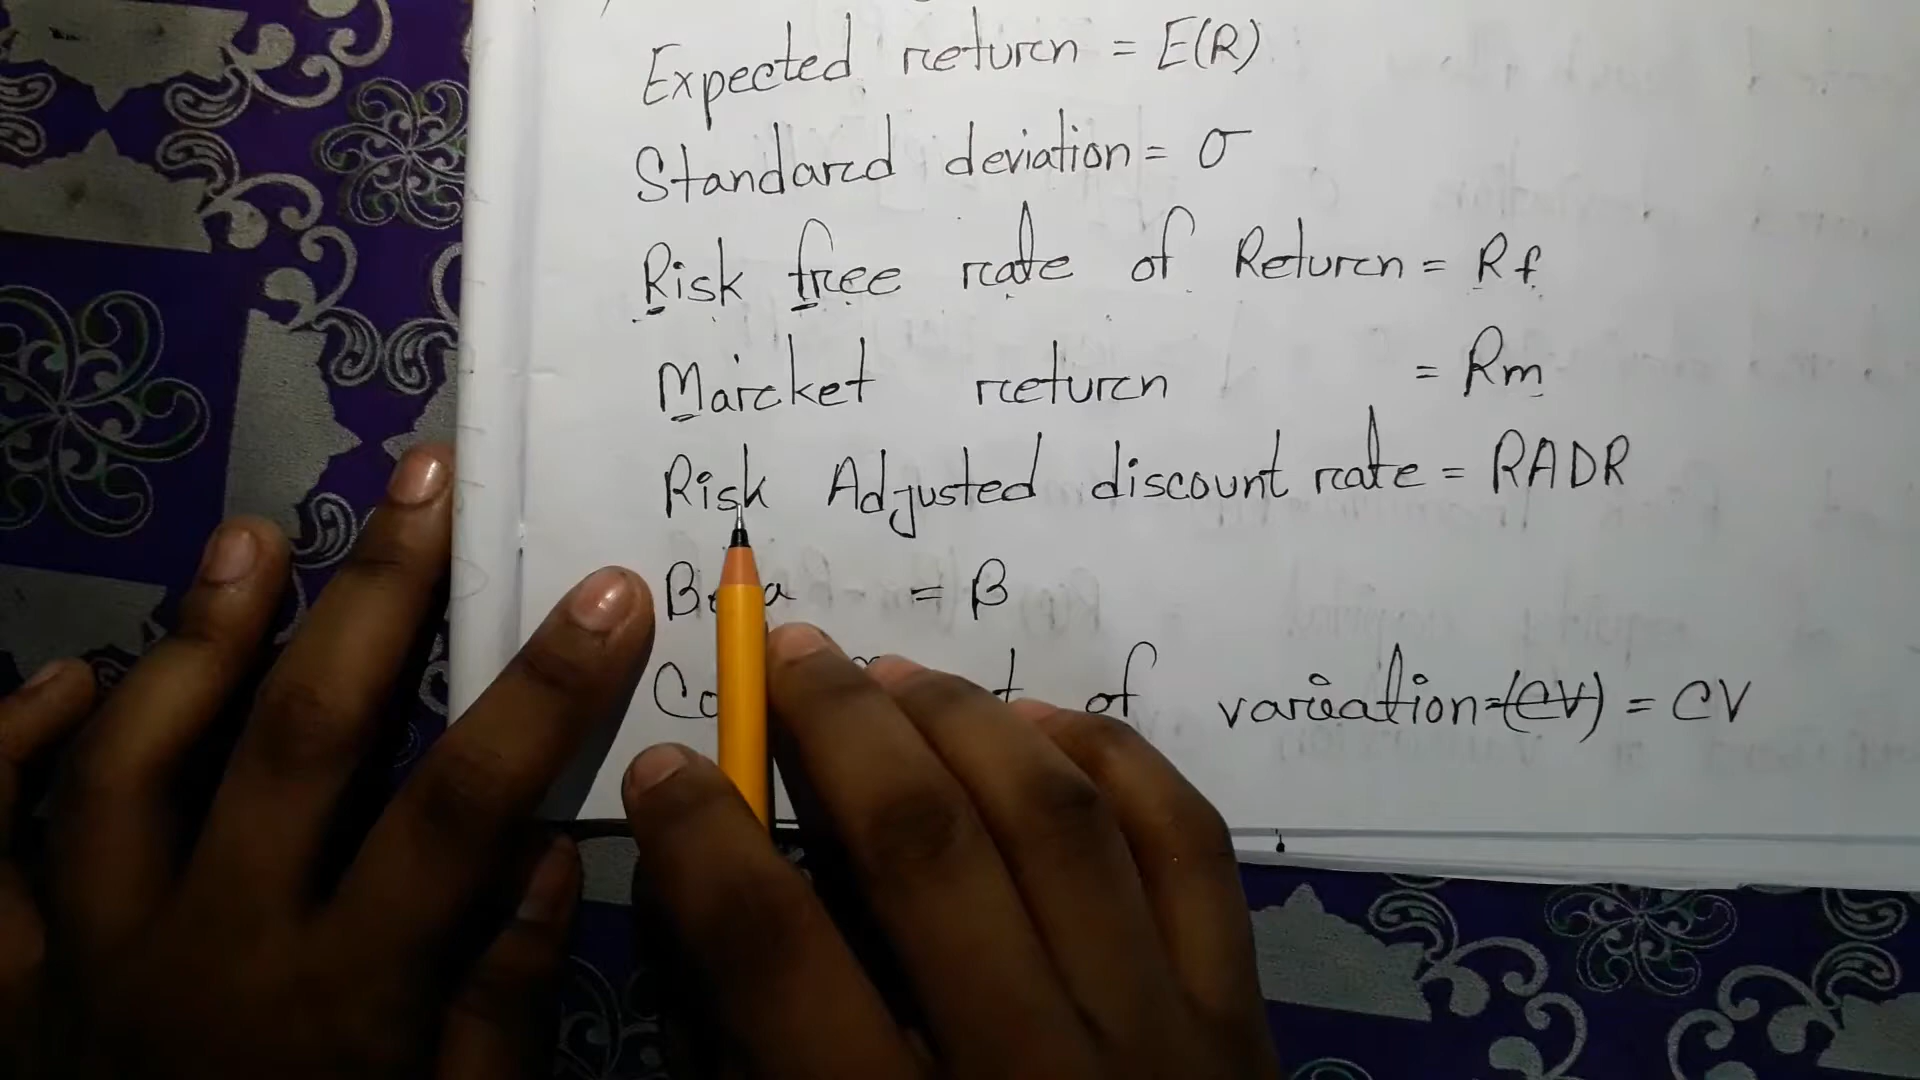 Expected return = E(R)
Standard deviation = σ
Risk free rate of Return = Rf
Market return = Rm
Risk Adjusted discount rate = RADR
= β
of variation = (CV) = CV